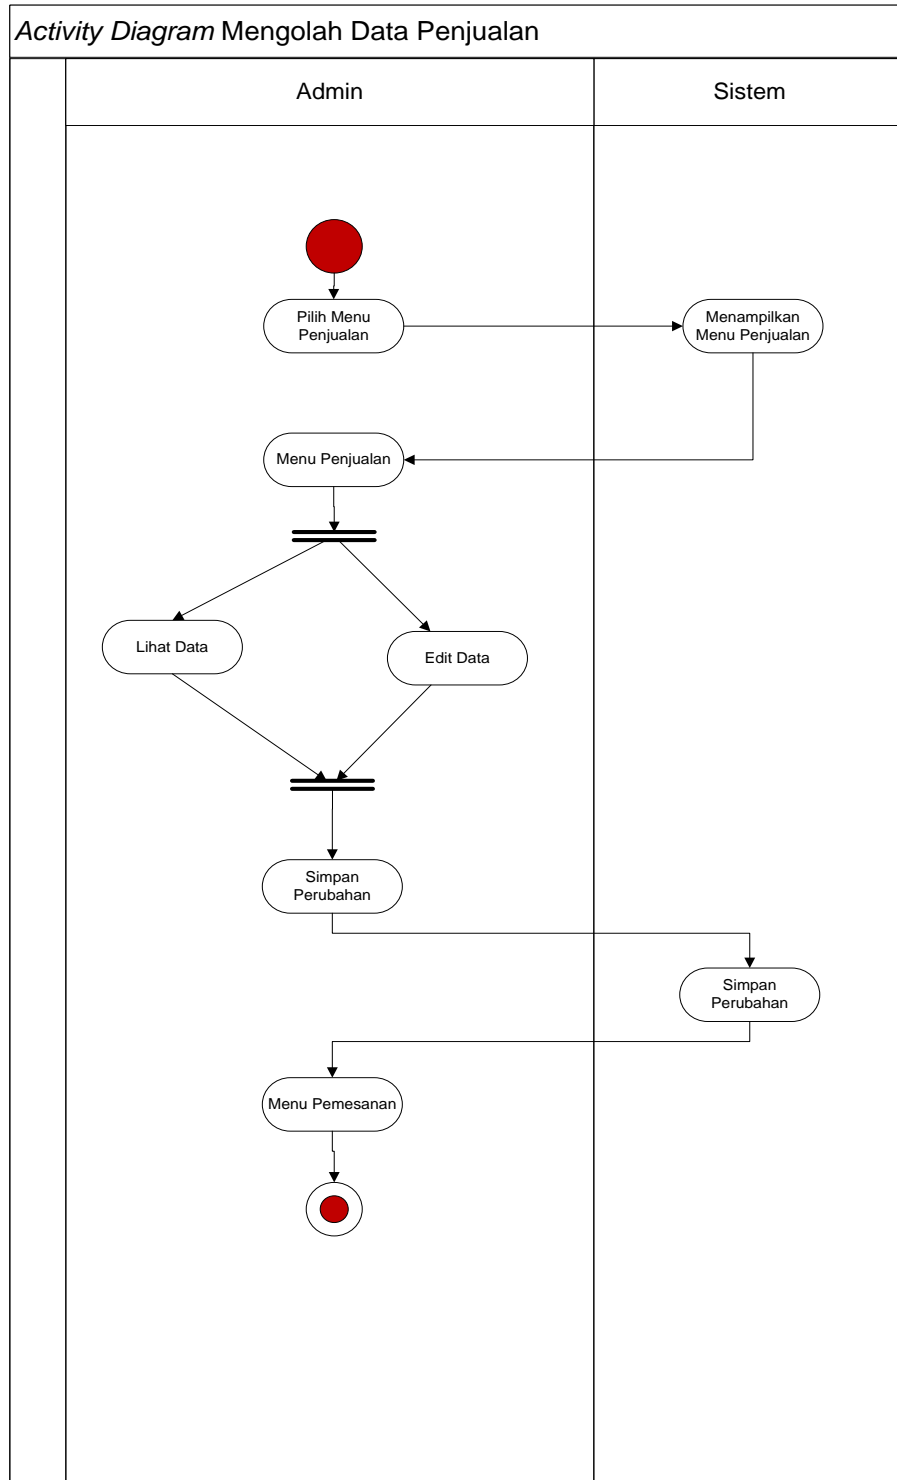 Activity Diagram Mengolah Data Penjualan
Admin
Sistem
Pilih Menu
Penjualan
Menampilkan
Menu Penjualan
Menu Penjualan
Lihat Data
Edit Data
Simpan
Perubahan
Simpan
Perubahan
Menu Pemesanan